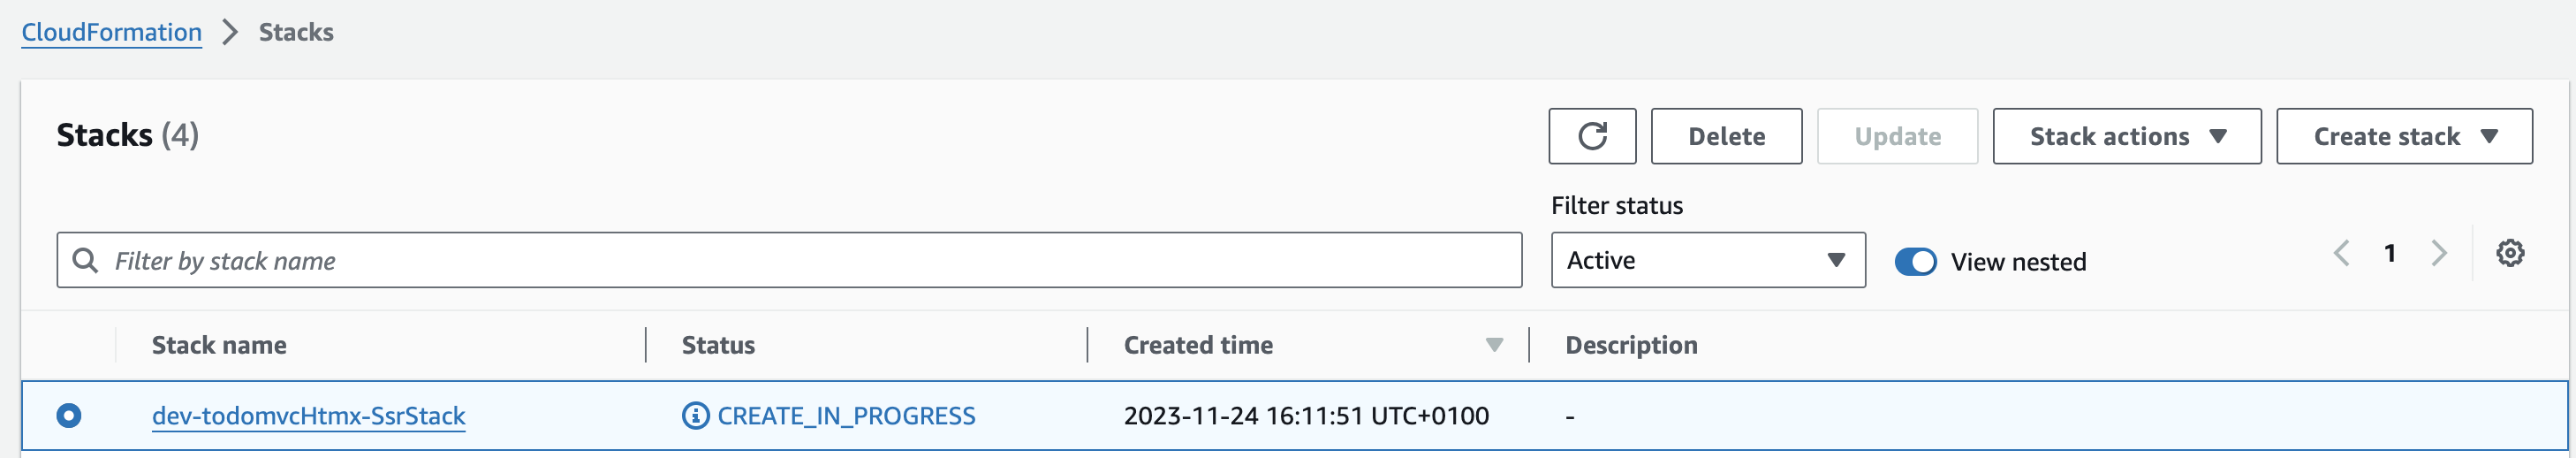 CloudFormation > Stacks
Stacks (4)
Delete
Update
Stack actions
Create stack
Filter status
Filter by stack name
Active
View nested
1
Stack name Status Created time Description
dev-todomvcHtmx-SsrStack CREATE_IN_PROGRESS 2023-11-24 16:11:51 UTC+0100 -